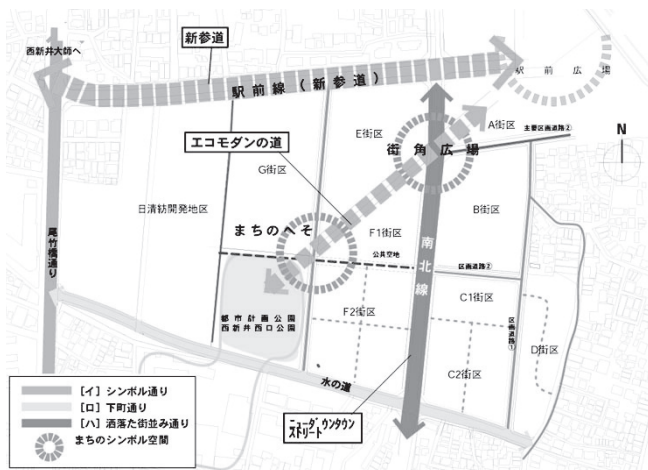 西新井大師へ
新参道
駅前線（新参道）
駅前広場
エコモダンの道
E街区
A街区
主要区画道路②
N
街角広場
G街区
日清紡開発地区
まちのへそ
F1街区
B街区
公共空地
南北線
区画道路②
尾竹橋通り
都市計画公園
西新井西口公園
F2街区
C1街区
区画道路①
D街区
水の道
C2街区
ﾆｭｰﾀﾞｳﾝﾀｳﾝ
ｽﾄﾘｰﾄ
［イ］シンボル通り
［ロ］下町通り
［ハ］洒落た街並み通り
まちのシンボル空間